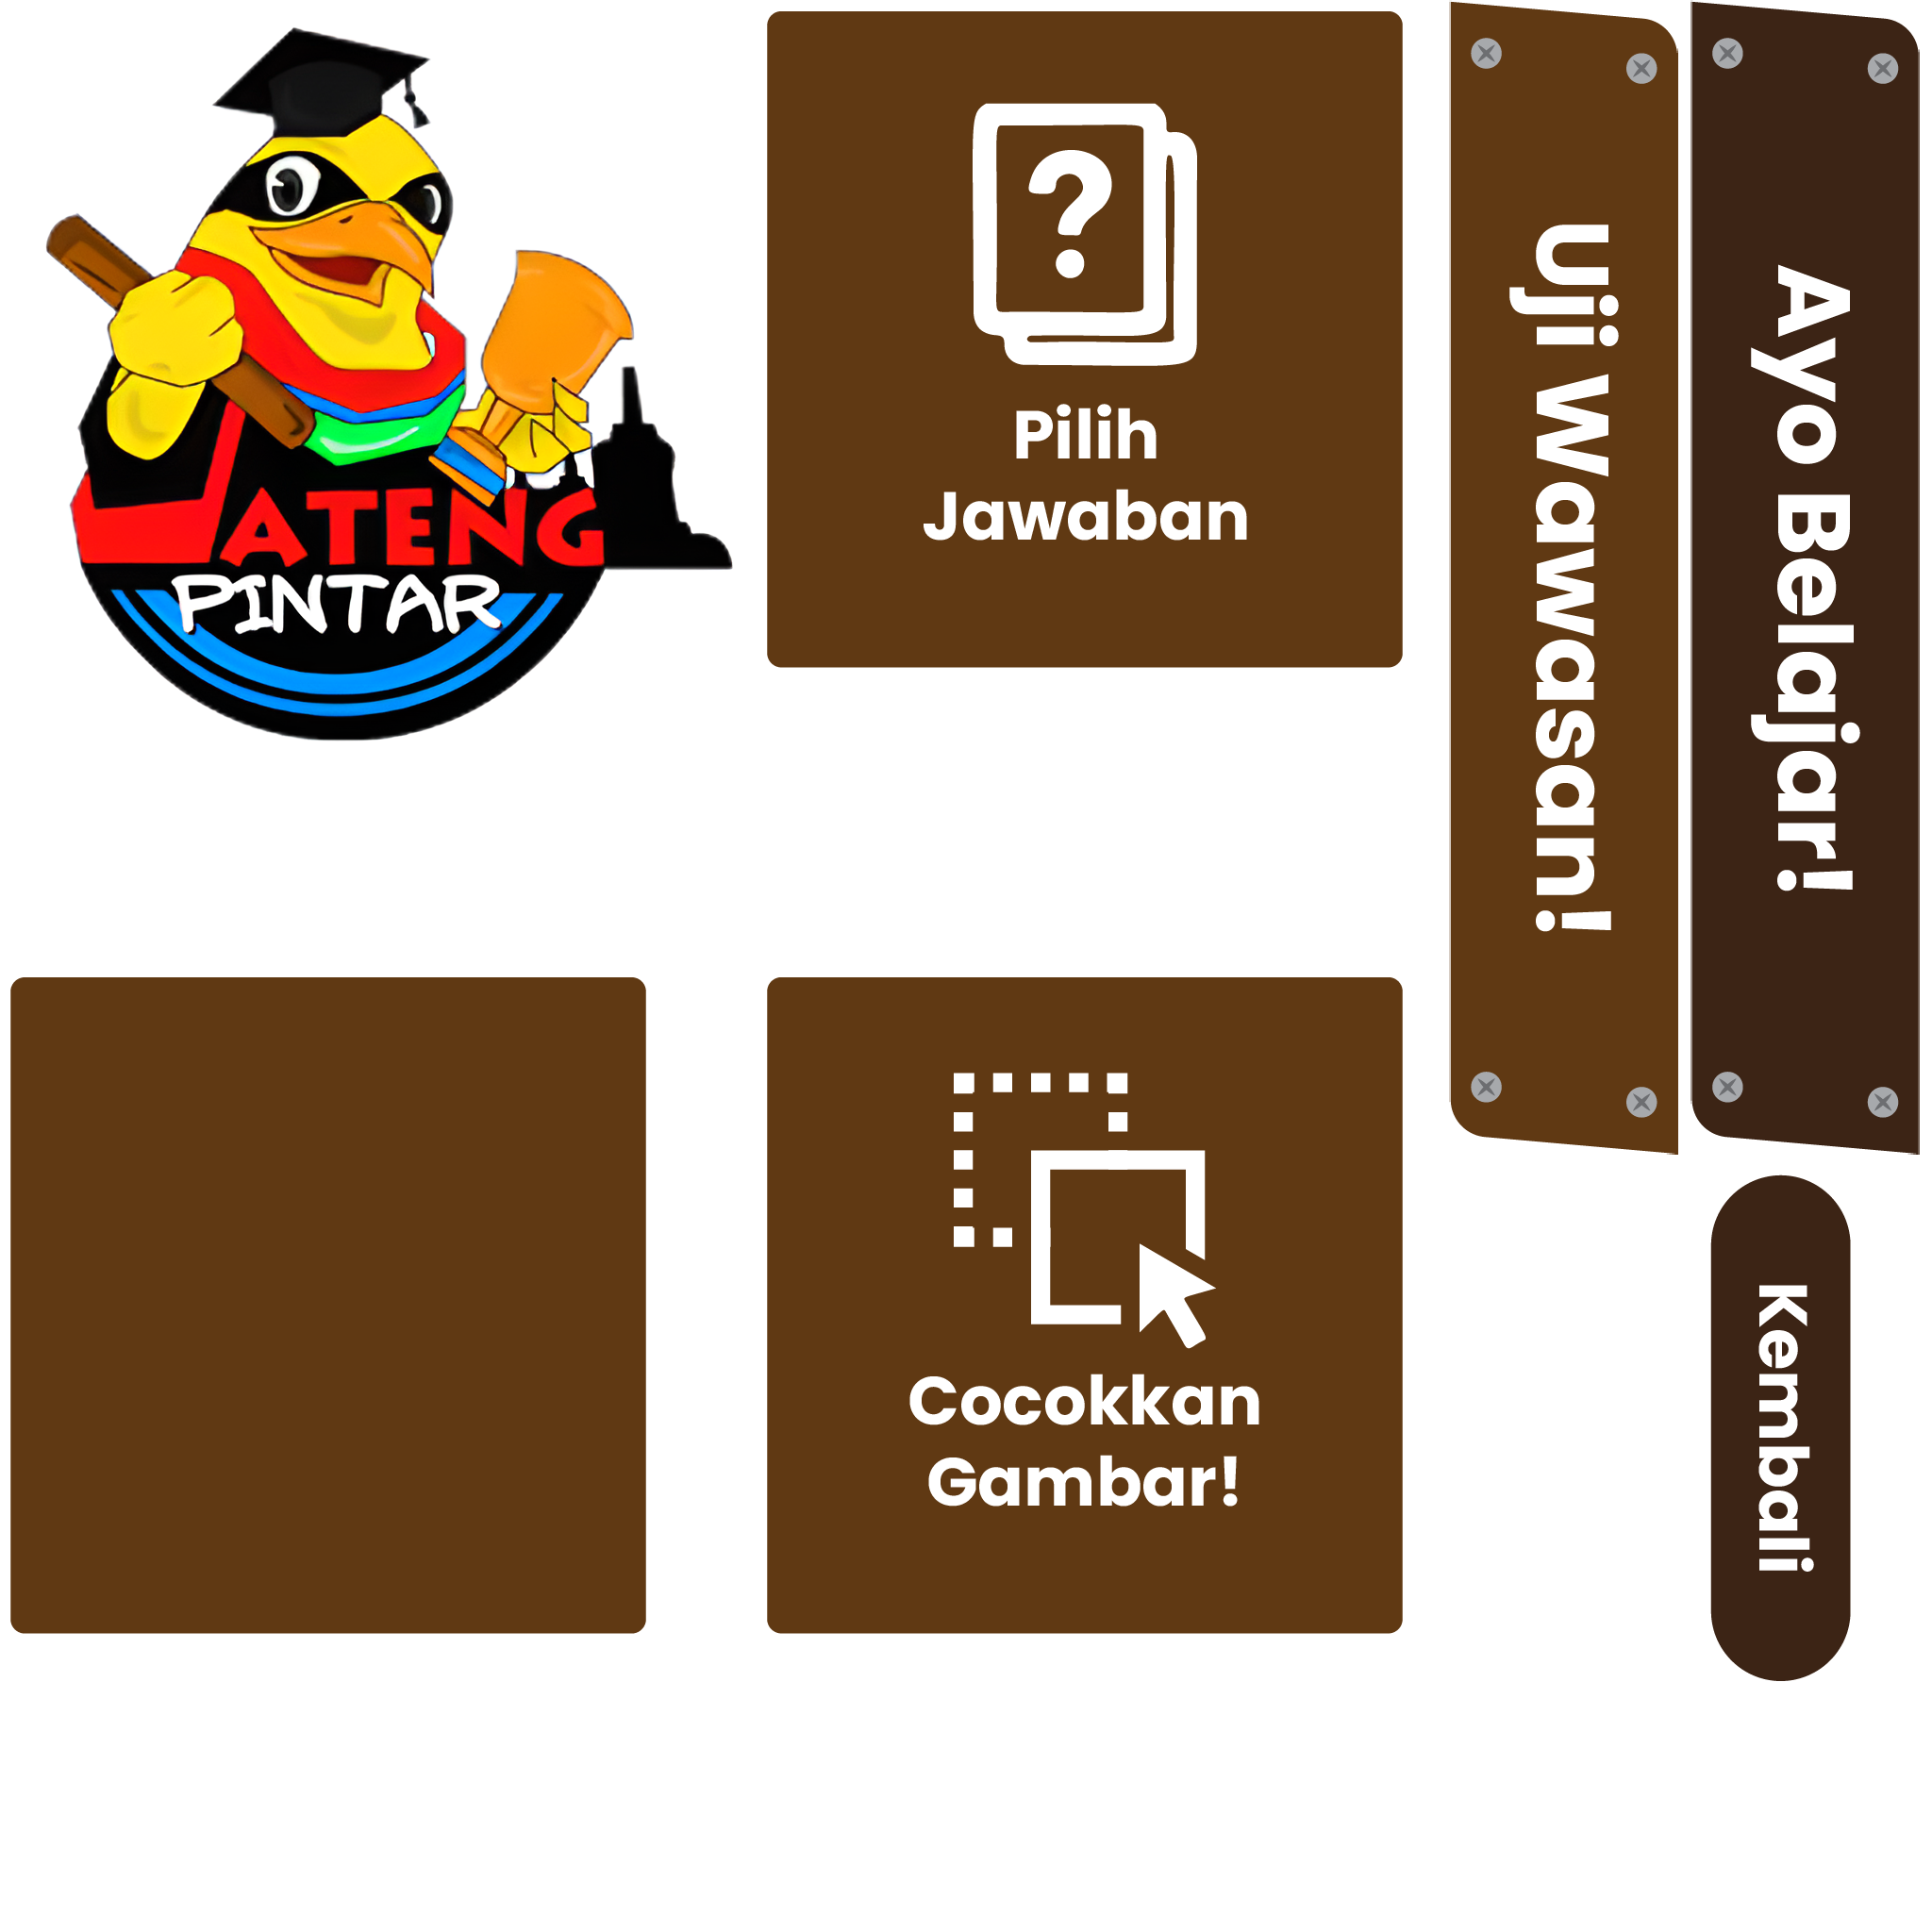 JATENG
PINTAR
Pilih
Jawaban
Uji Wawasan!
Ayo Belajar!
Cocokkan
Gambar!
Kembali